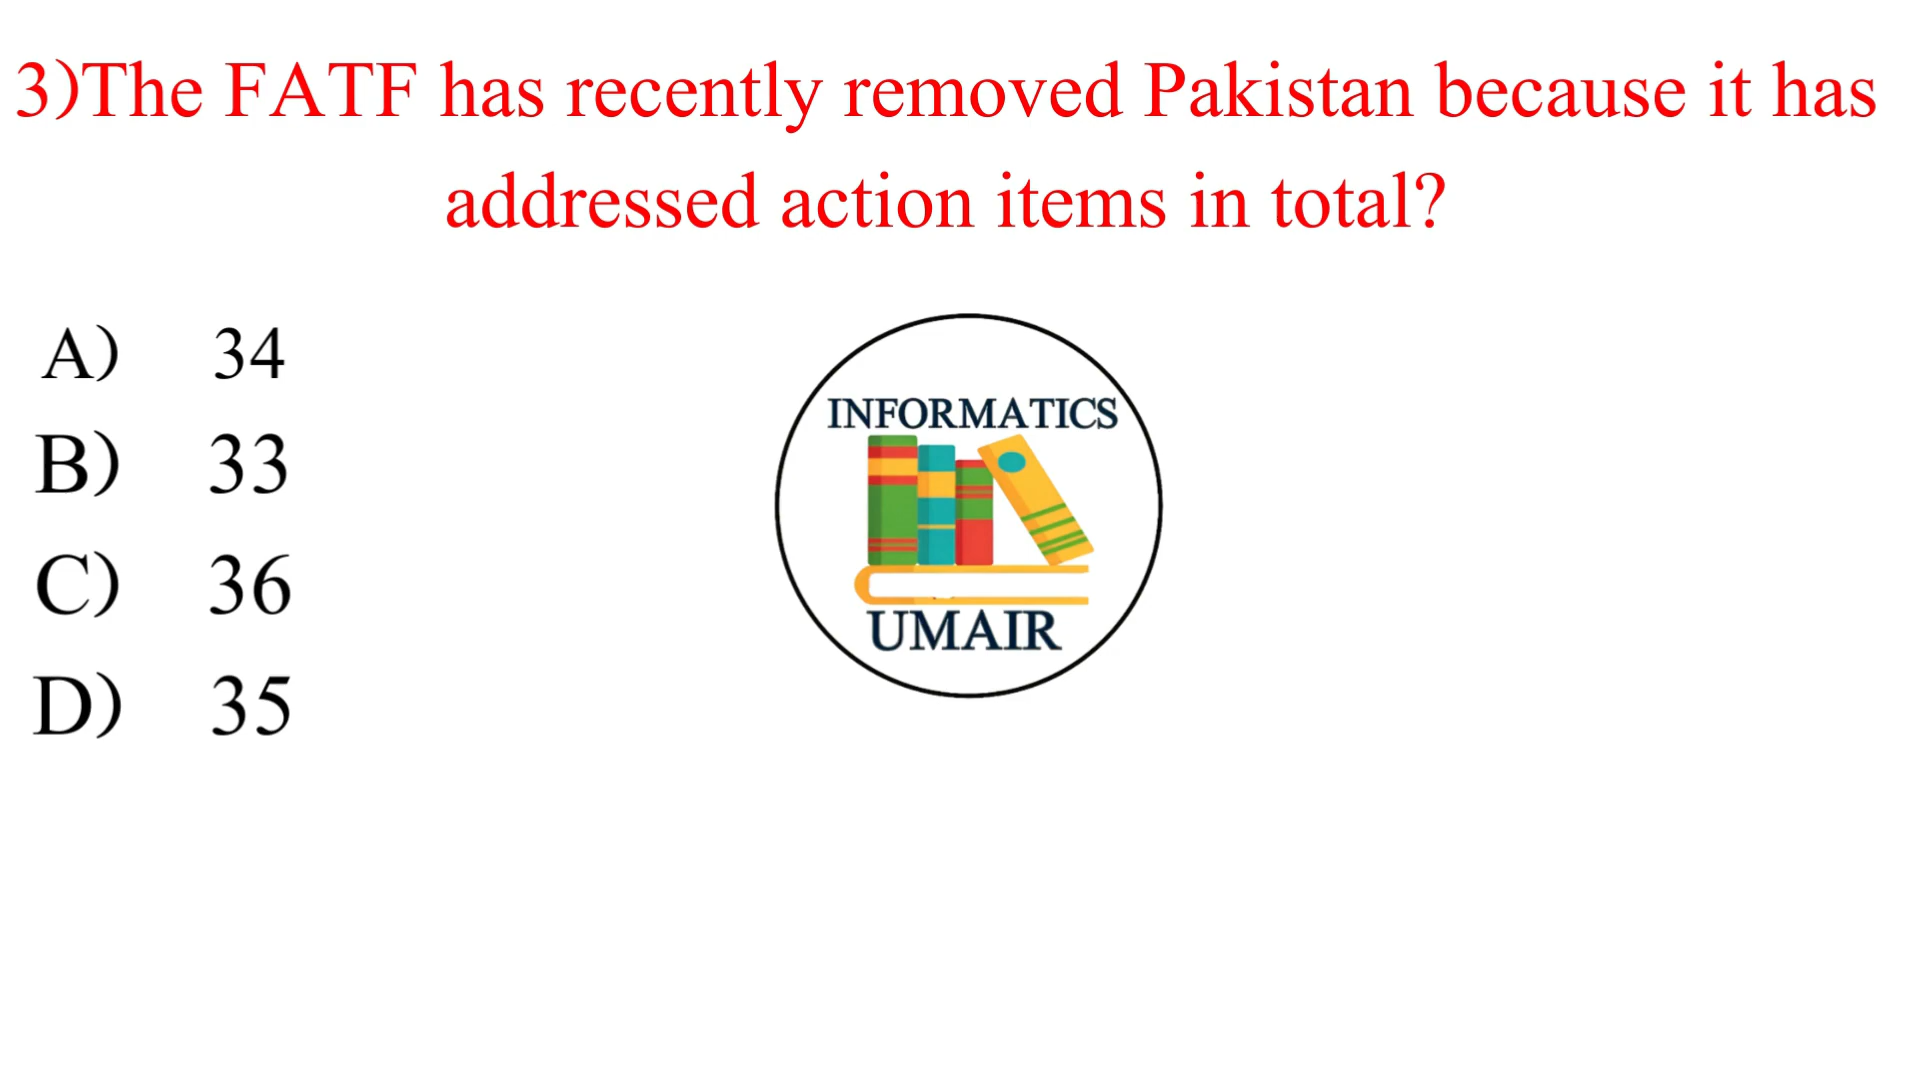 3)The FATF has recently removed Pakistan because it has
addressed action items in total?
A) 34
B) 33
C) 36
D) 35
INFORMATICS
UMAIR